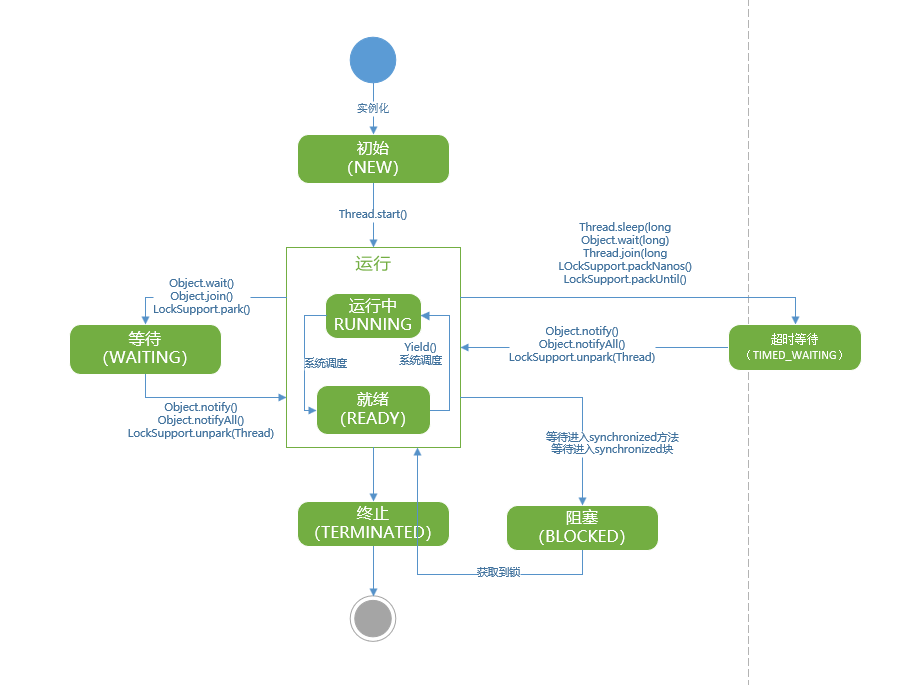 实例化
初始
（NEW）
Thread.start()
Thread.sleep(long
Object.wait(long)
Thread.join(long
LOckSupport.packNanos()
LockSupport.packUntil()
运行
Object.wait()
Object.join()
LockSupport.park()
运行中
RUNNING
等待
（WAITING）
Object.notify()
Object.notifyAll()
LockSupport.unpark(Thread)
超时等待
（TIMED_WAITING）
系统调度
Yield()
系统调度
就绪
（READY）
Object.notify()
Object.notifyAll()
LockSupport.unpark(Thread)
等待进入synchronized方法
等待进入synchronized块
终止
（TERMINATED）
阻塞
（BLOCKED）
获取到锁